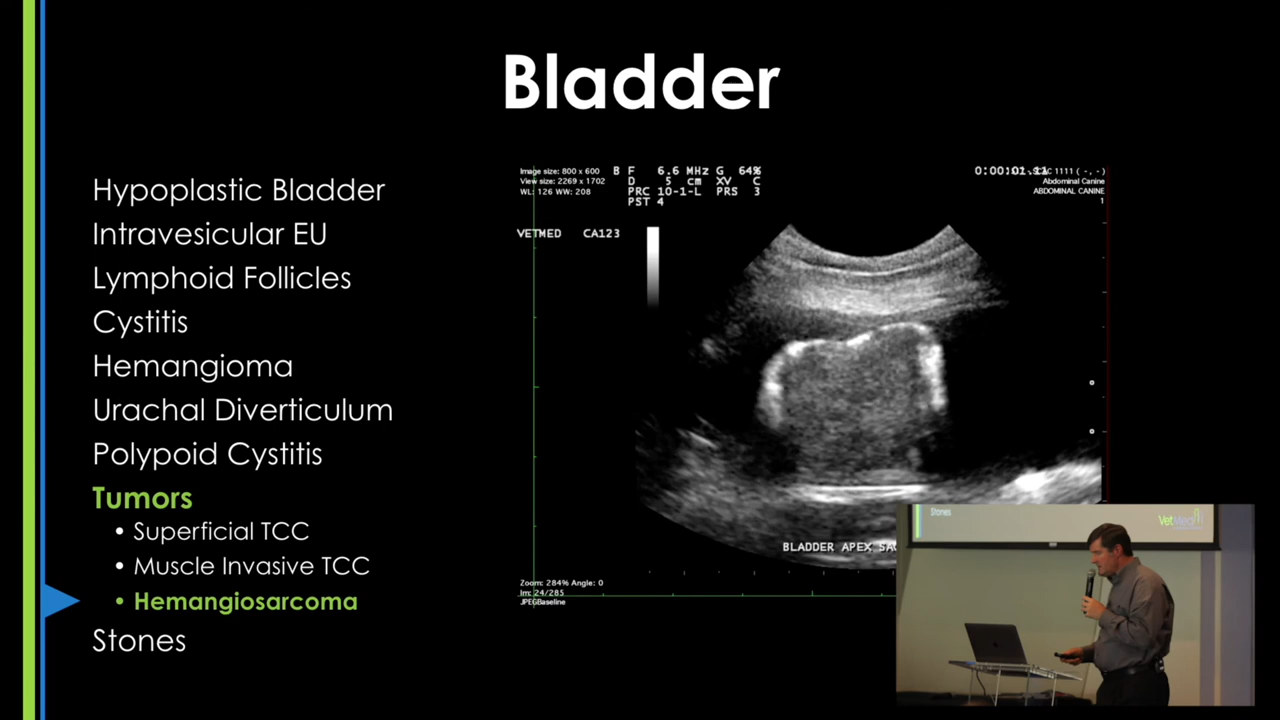 Bladder
Hypoplastic Bladder
Intravesicular EU
Lymphoid Follicles
Cystitis
Hemangioma
Urachal Diverticulum
Polypoid Cystitis
Tumors
• Superficial TCC
• Muscle Invasive TCC
• Hemangiosarcoma
Stones
Image size: 800 x 600
View size: 2269 x 1702
WL: 126 WW: 208
B F 6.6 MHz G 64%
D 5 cm XV C
PRC 10-1-L PRS 3
PST 4
1111 ( - , - )
Abdominal Canine
ABDOMINAL CANINE
1
VETMED CA123
BLADDER APEX
Zoom: 284% Angle: 0
Im: 24/285
JPEGBaseline
Stones
VetMed